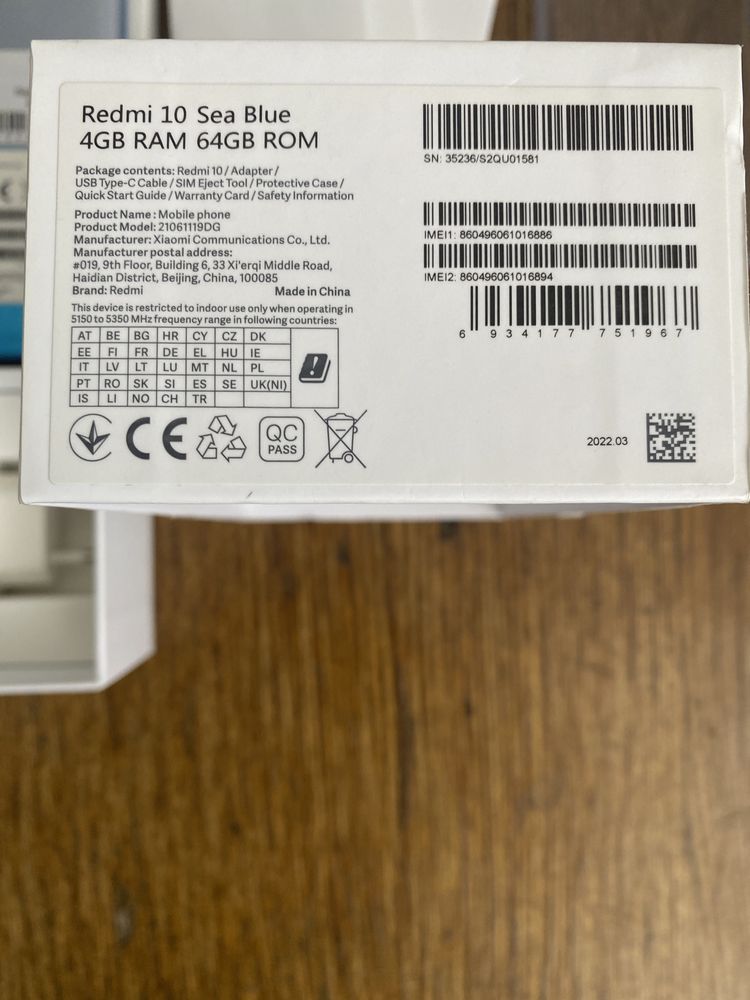 Redmi 10 Sea Blue
4GB RAM 64GB ROM
Package contents: Redmi 10 / Adapter /
USB Type-C Cable / SIM Eject Tool / Protective Case /
Quick Start Guide / Warranty Card / Safety Information
Product Name : Mobile phone
Product Model: 21061119DG
Manufacturer: Xiaomi Communications Co., Ltd.
Manufacturer postal address:
#019, 9th Floor, Building 6, 33 Xi'erqi Middle Road,
Haidian District, Beijing, China, 100085
Brand: Redmi Made in China
This device is restricted to indoor use only when operating in
5150 to 5350 MHz frequency range in following countries:
AT BE BG HR CY CZ DK
EE FI FR DE EL HU IE
IT LV LT LU MT NL PL
PT RO SK SI ES SE UK(NI)
IS LI NO CH TR
CE
QC
PASS
SN: 35236/S2QU01581
IMEI1: 860496061016886
IMEI2: 860496061016894
6 934177 751967
2022.03